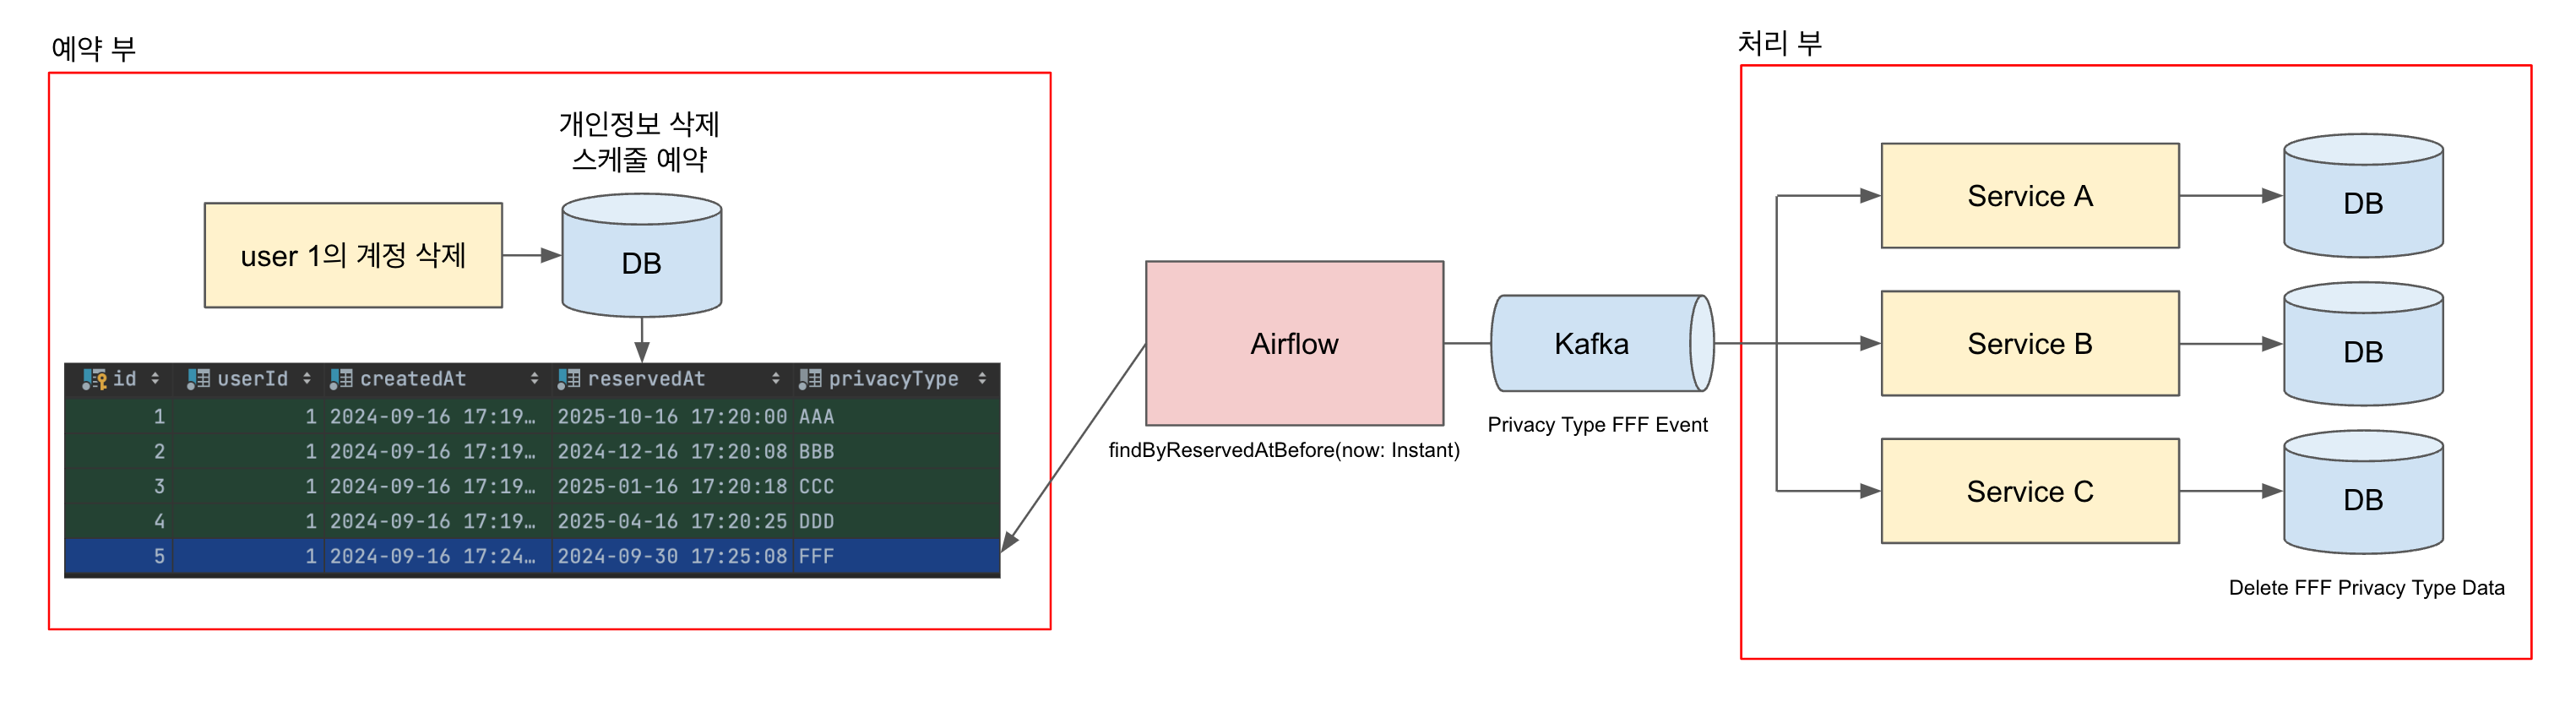 예약 부
개인정보 삭제
스케줄 예약
user 1의 계정 삭제
DB
id userId createdAt reservedAt privacyType
1 1 2024-09-16 17:19… 2025-10-16 17:20:00 AAA
2 1 2024-09-16 17:19… 2024-12-16 17:20:08 BBB
3 1 2024-09-16 17:19… 2025-01-16 17:20:18 CCC
4 1 2024-09-16 17:19… 2025-04-16 17:20:25 DDD
5 1 2024-09-16 17:24… 2024-09-30 17:25:08 FFF
Airflow
findByReservedAtBefore(now: Instant)
Kafka
Privacy Type FFF Event
처리 부
Service A
DB
Service B
DB
Service C
DB
Delete FFF Privacy Type Data